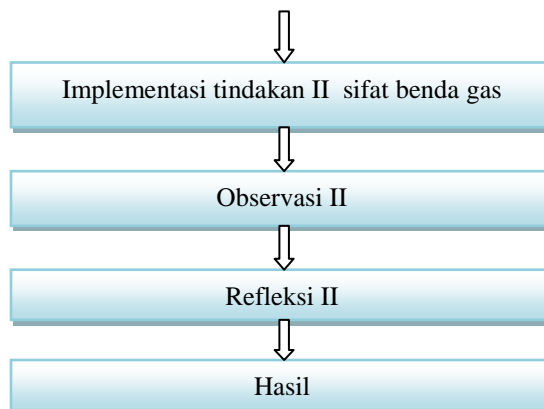 Implementasi tindakan II  sifat benda gas
Observasi II
Refleksi II
Hasil